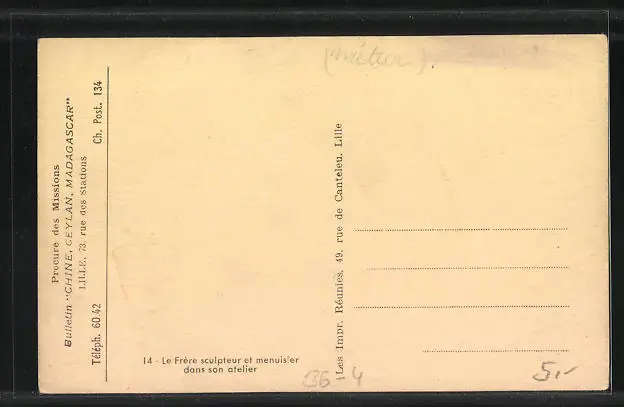 Procure des Missions
Bulletin "CHINE, CEYLAN, MADAGASCAR"
LILLE, 73, rue des Stations
Téléph. 60.42 Ch. Post. 134
14 - Le Frère sculpteur et menuisier
dans son atelier
Les Impr. Réunies, 49, rue de Canteleu, Lille
36-4
5,-